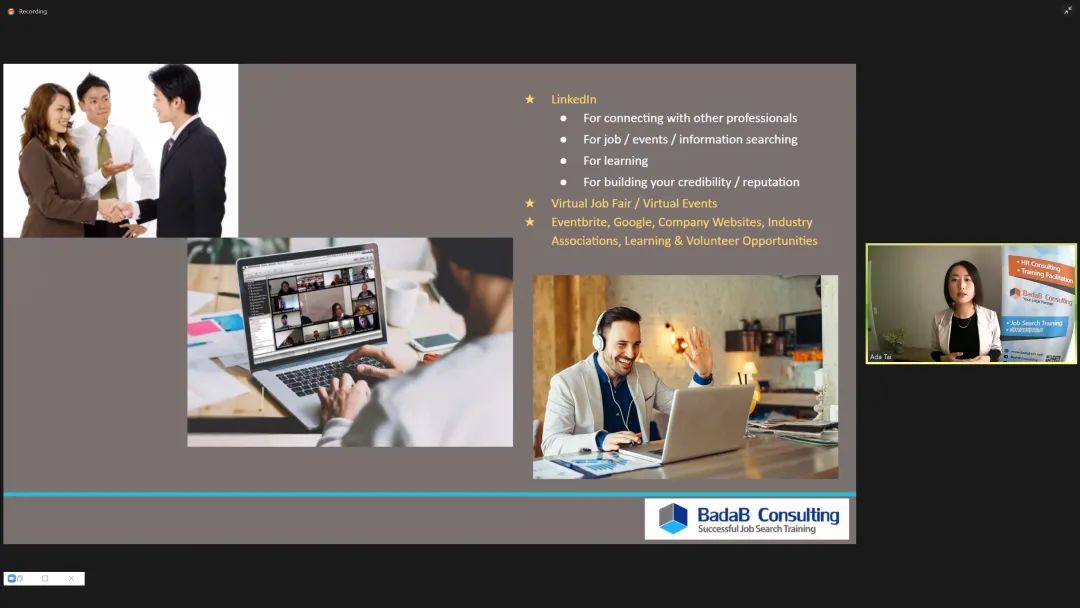 Recording
★ LinkedIn
● For connecting with other professionals
● For job / events / information searching
● For learning
● For building your credibility / reputation
★ Virtual Job Fair / Virtual Events
★ Eventbrite, Google, Company Websites, Industry
Associations, Learning & Volunteer Opportunities
• HR Consulting
• Training Facilitation
BadaB Consulting
• Job Search Training
Ada Tai
BadaB Consulting
Successful Job Search Training